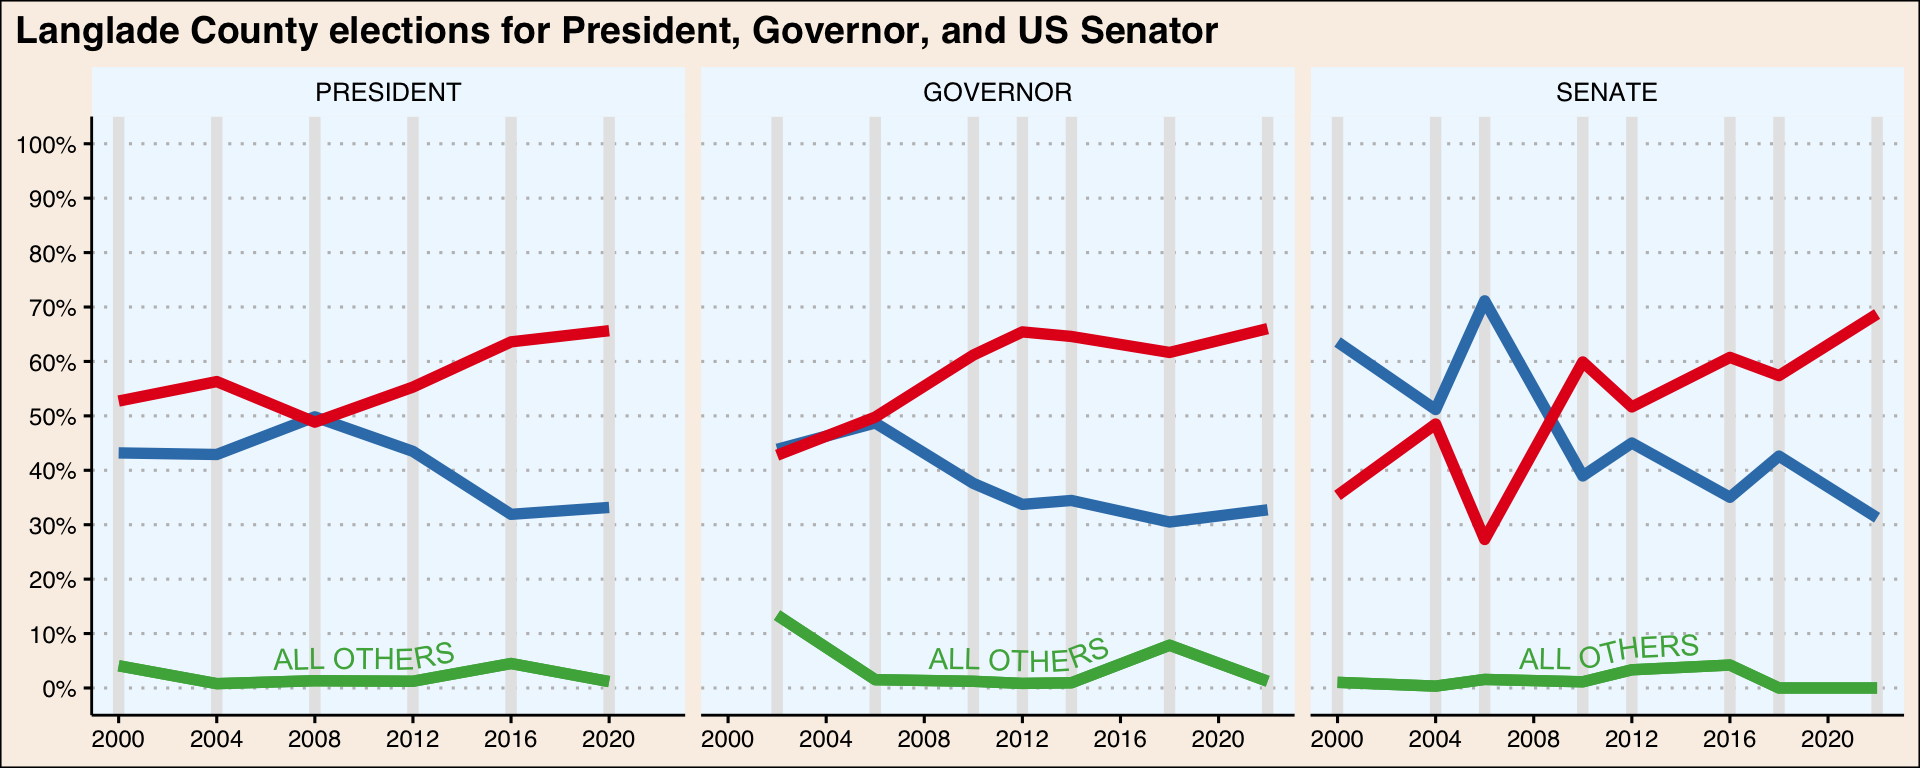 Langlade County elections for President, Governor, and US Senator
PRESIDENT
GOVERNOR
SENATE
100%
90%
80%
70%
60%
50%
40%
30%
20%
10%
0%
ALL OTHERS
ALL OTHERS
ALL OTHERS
2000 2004 2008 2012 2016 2020
2000 2004 2008 2012 2016 2020
2000 2004 2008 2012 2016 2020